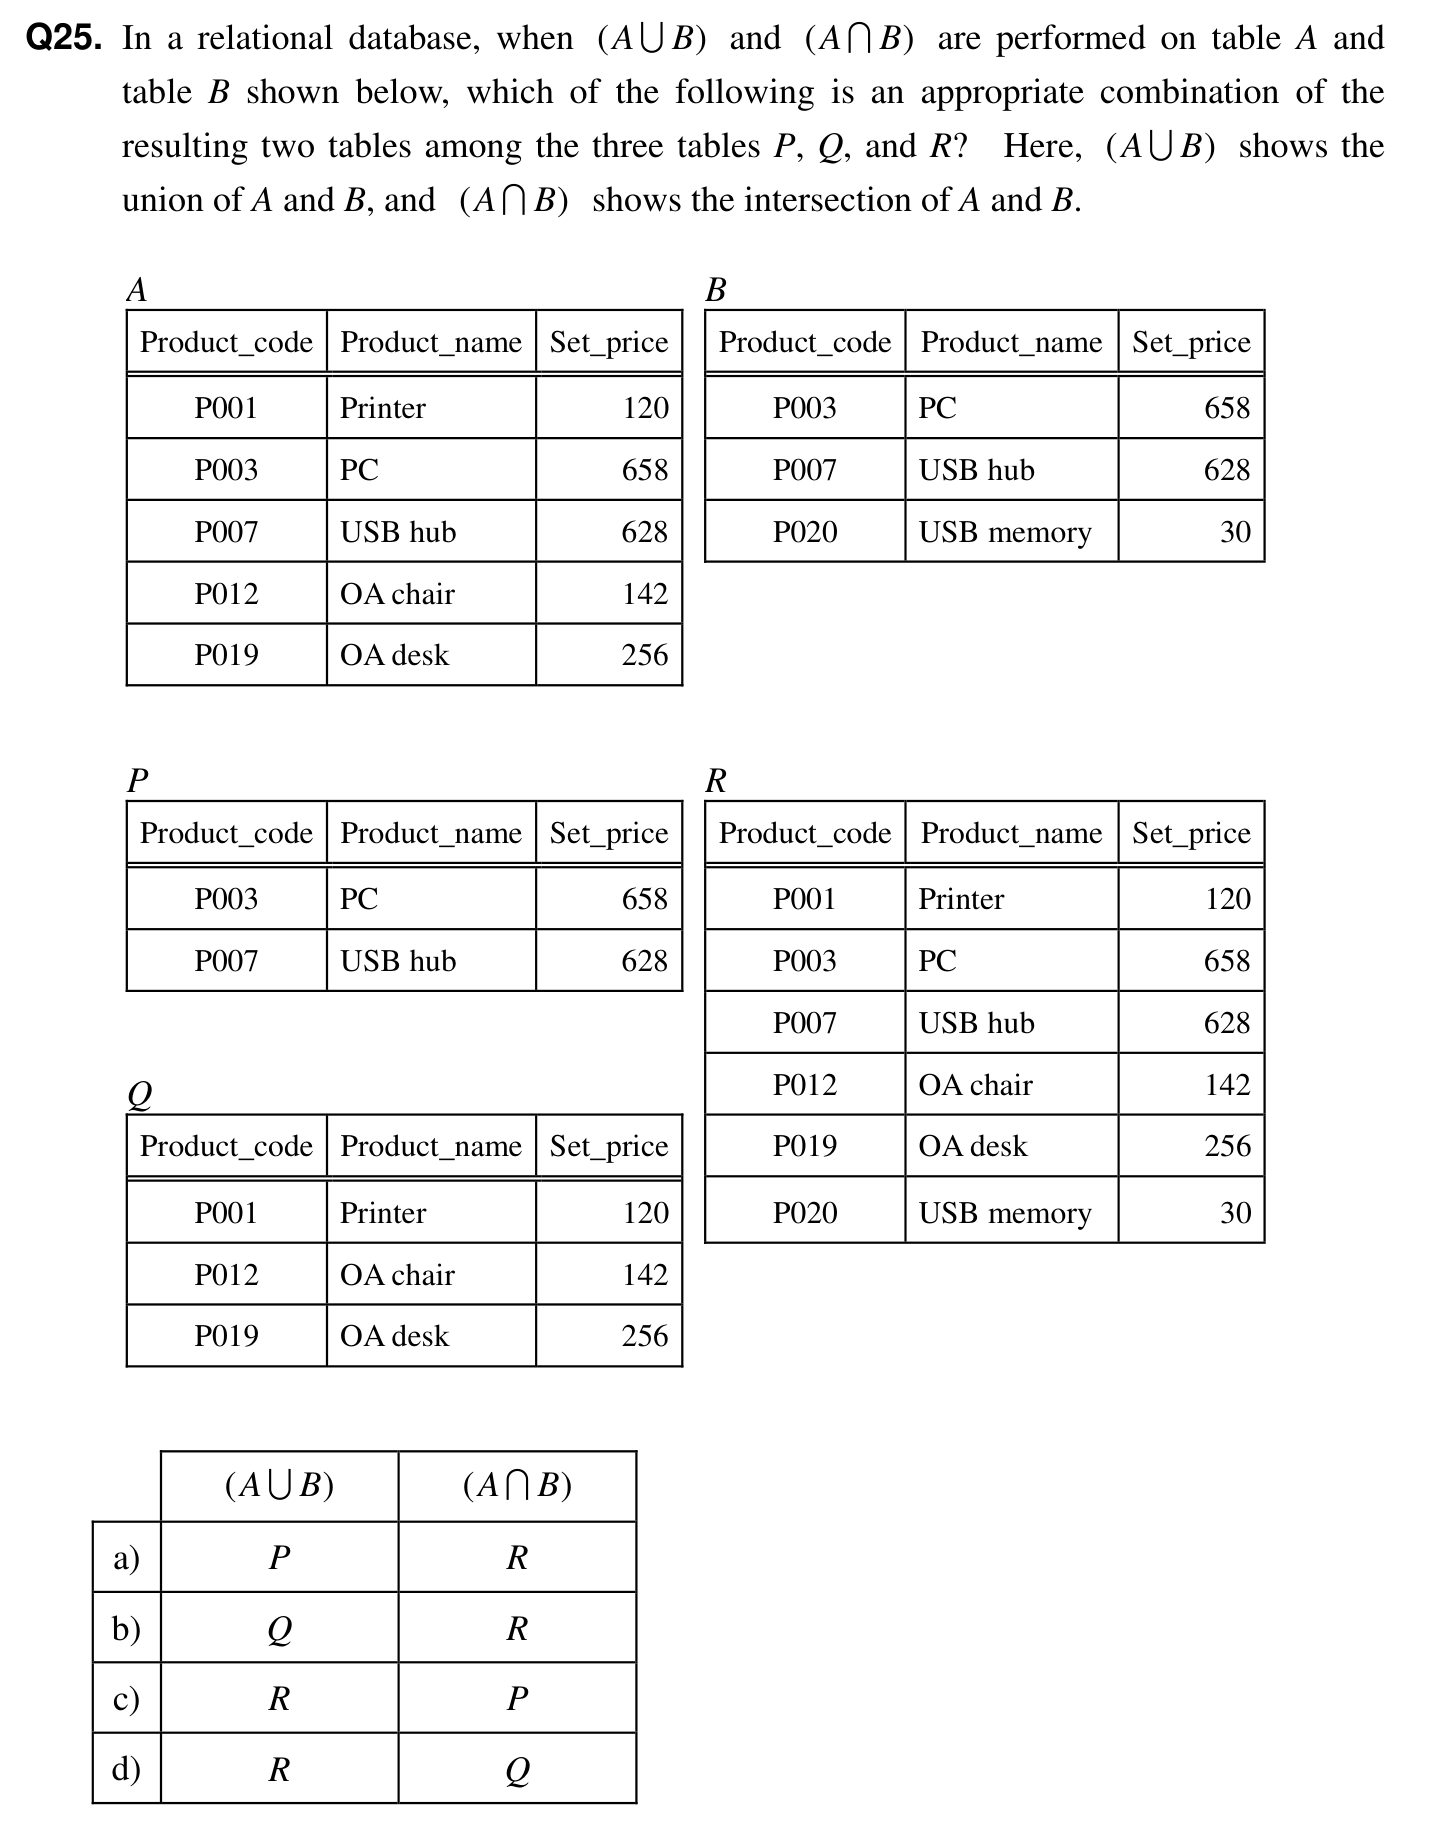 Q25. In a relational database, when (A⋃B) and (A⋂B) are performed on table A and
table B shown below, which of the following is an appropriate combination of the
resulting two tables among the three tables P, Q, and R? Here, (A⋃B) shows the
union of A and B, and (A⋂B) shows the intersection of A and B.
A
Product_code Product_name Set_price
P001 Printer 120
P003 PC 658
P007 USB hub 628
P012 OA chair 142
P019 OA desk 256
B
Product_code Product_name Set_price
P003 PC 658
P007 USB hub 628
P020 USB memory 30
P
Product_code Product_name Set_price
P003 PC 658
P007 USB hub 628
Q
Product_code Product_name Set_price
P001 Printer 120
P012 OA chair 142
P019 OA desk 256
R
Product_code Product_name Set_price
P001 Printer 120
P003 PC 658
P007 USB hub 628
P012 OA chair 142
P019 OA desk 256
P020 USB memory 30
(A⋃B) (A⋂B)
a) P R
b) Q R
c) R P
d) R Q